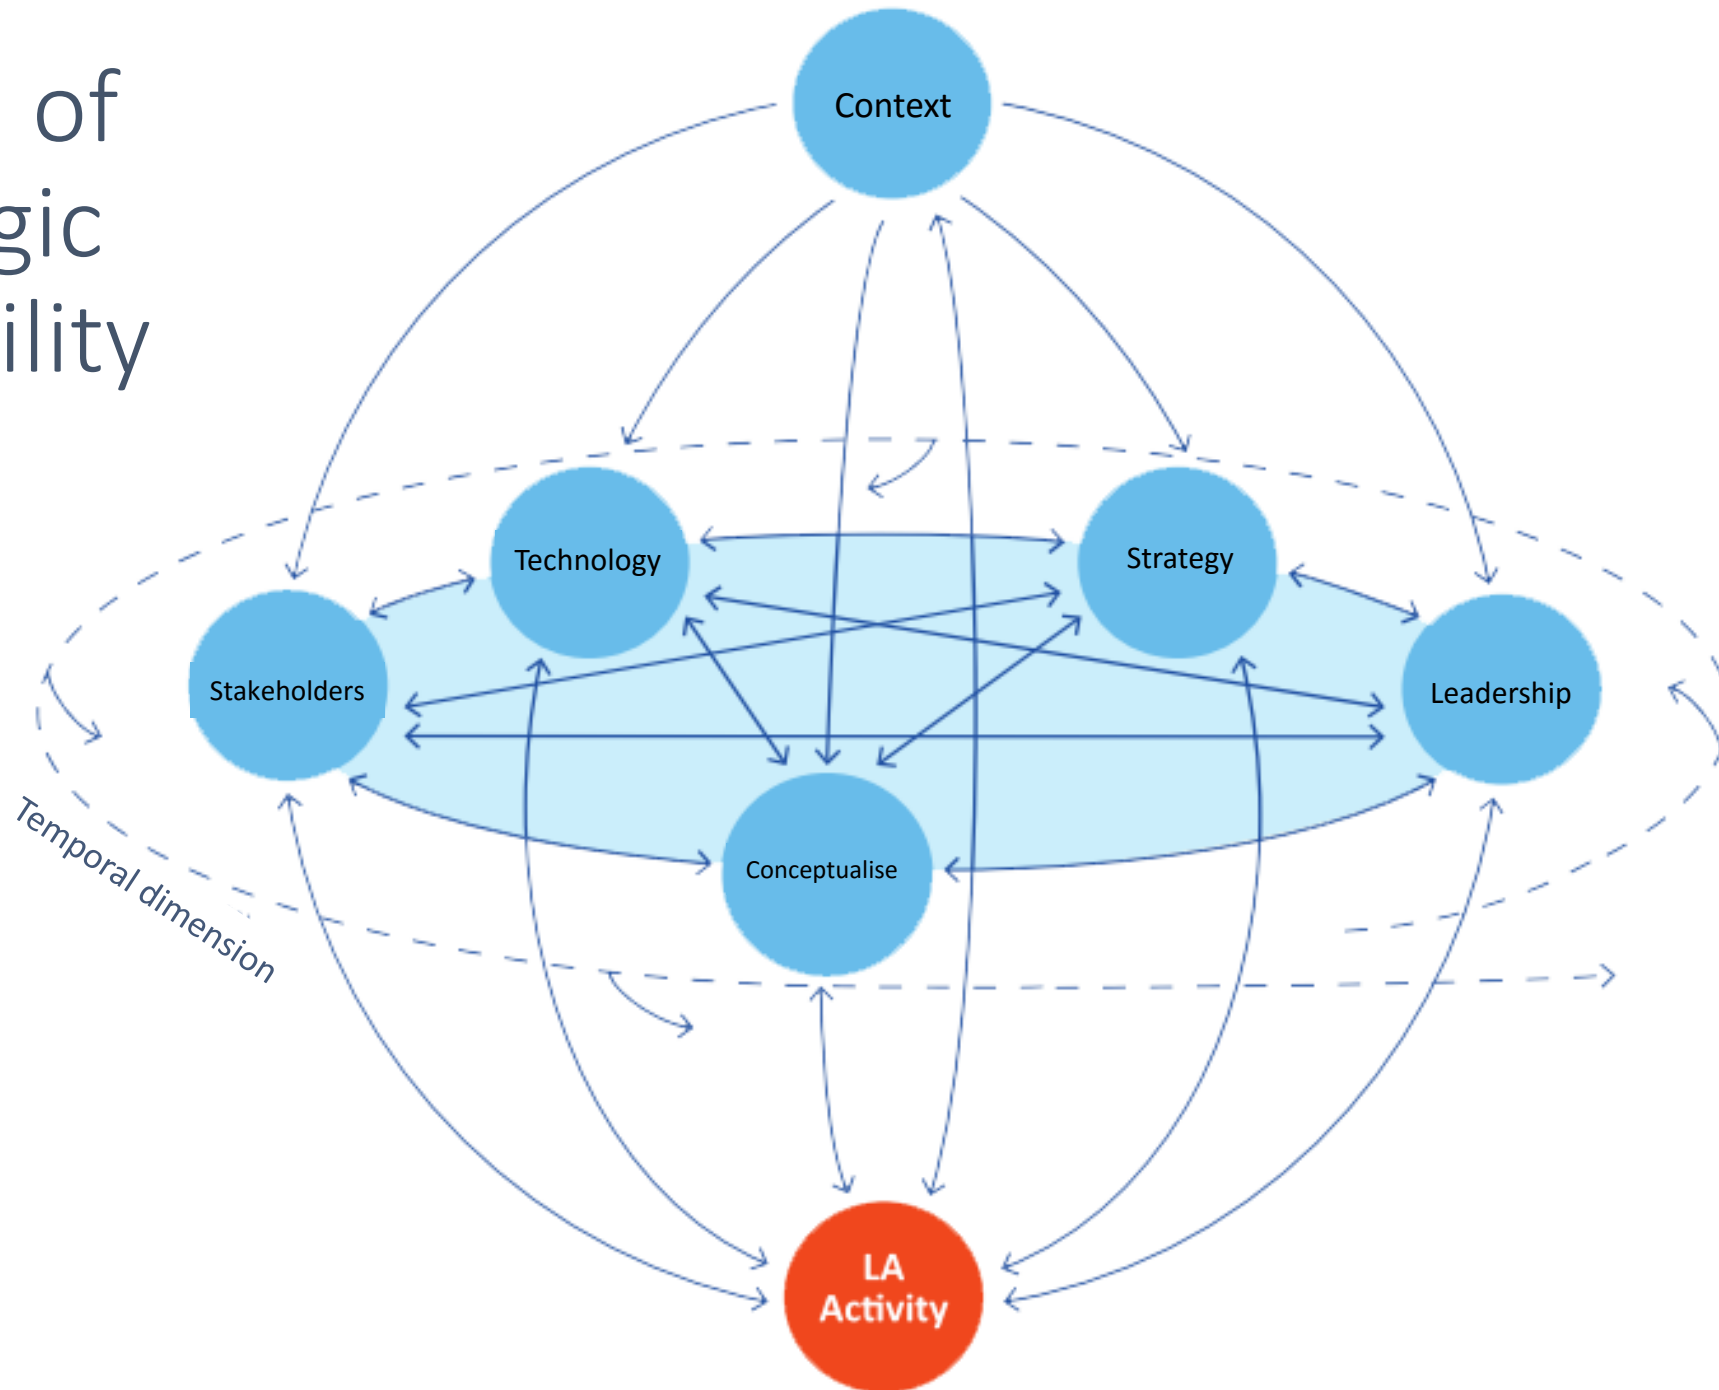 of
gic
ility
Context
Technology
Strategy
Stakeholders
Leadership
Conceptualise
Temporal dimension
LA
Activity